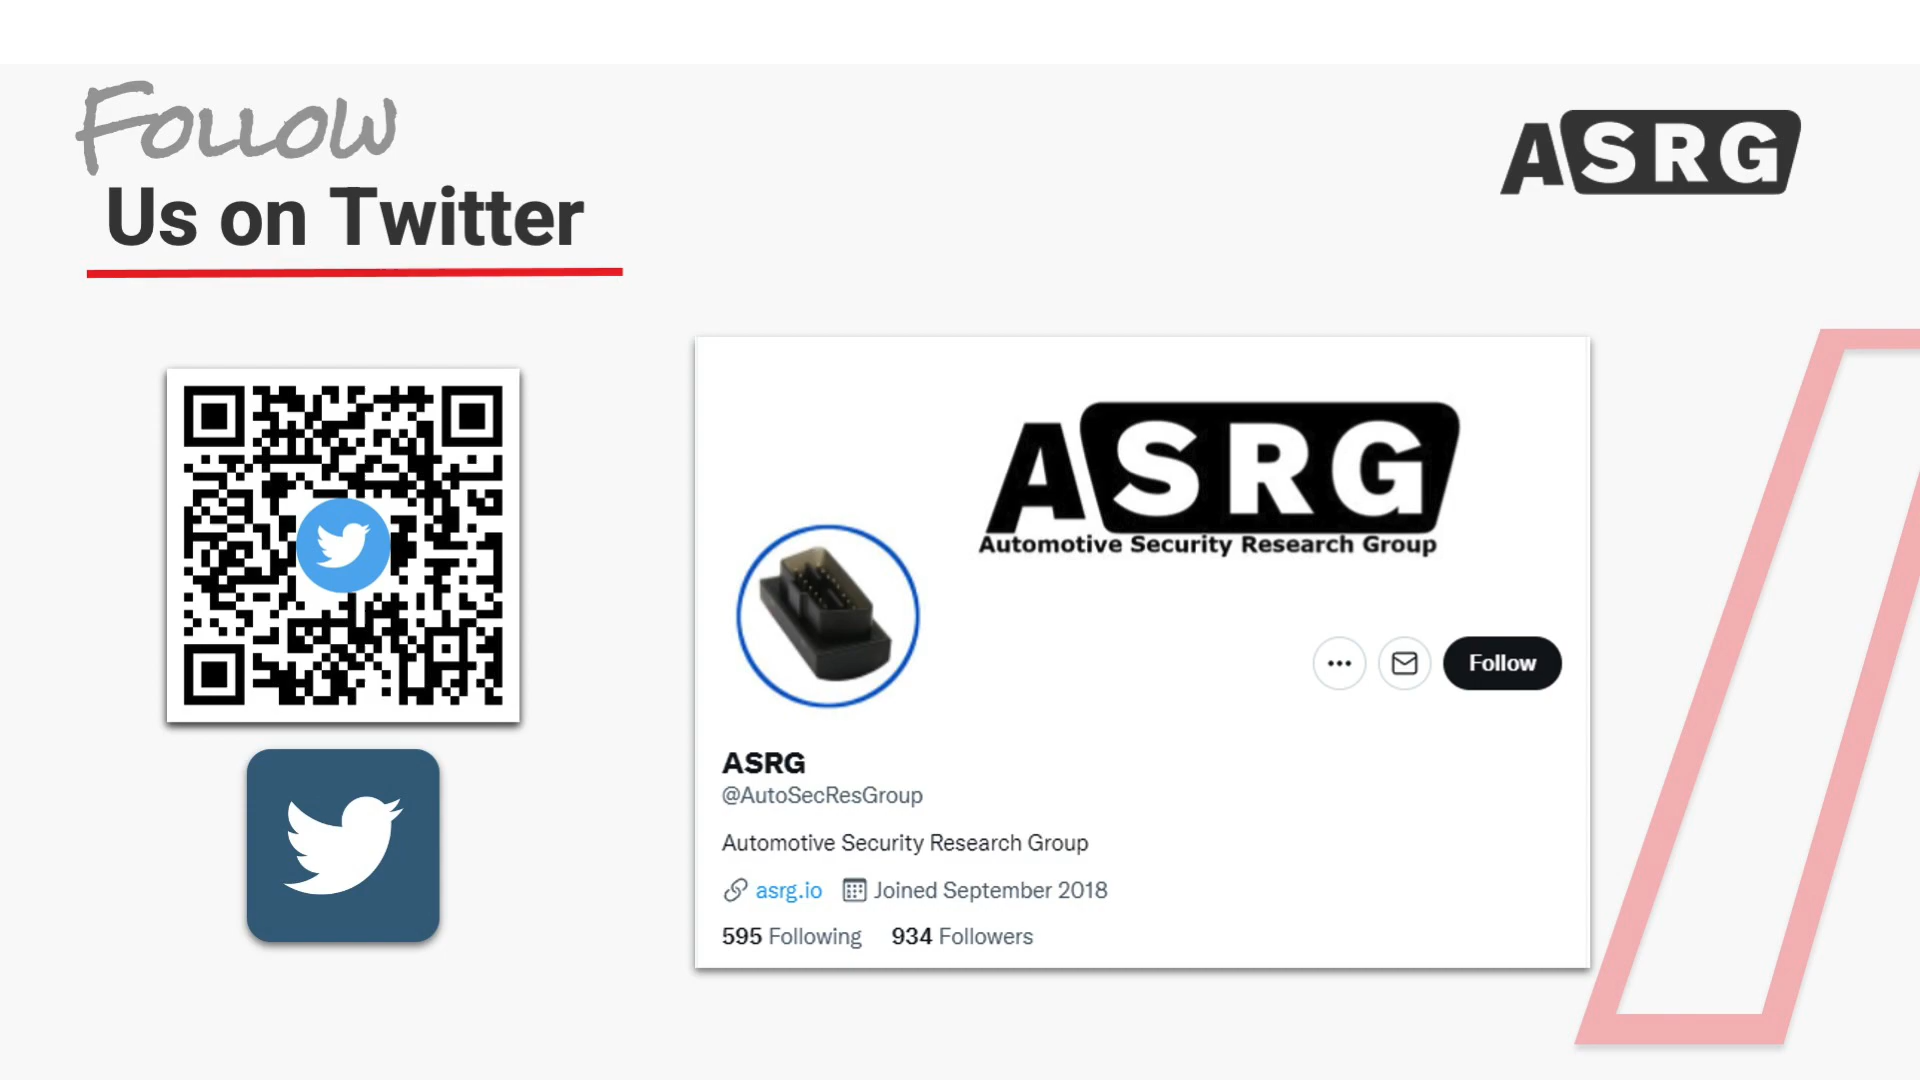 Follow
Us on Twitter
ASRG
ASRG
Automotive Security Research Group
Follow
ASRG
@AutoSecResGroup
Automotive Security Research Group
asrg.io Joined September 2018
595 Following 934 Followers